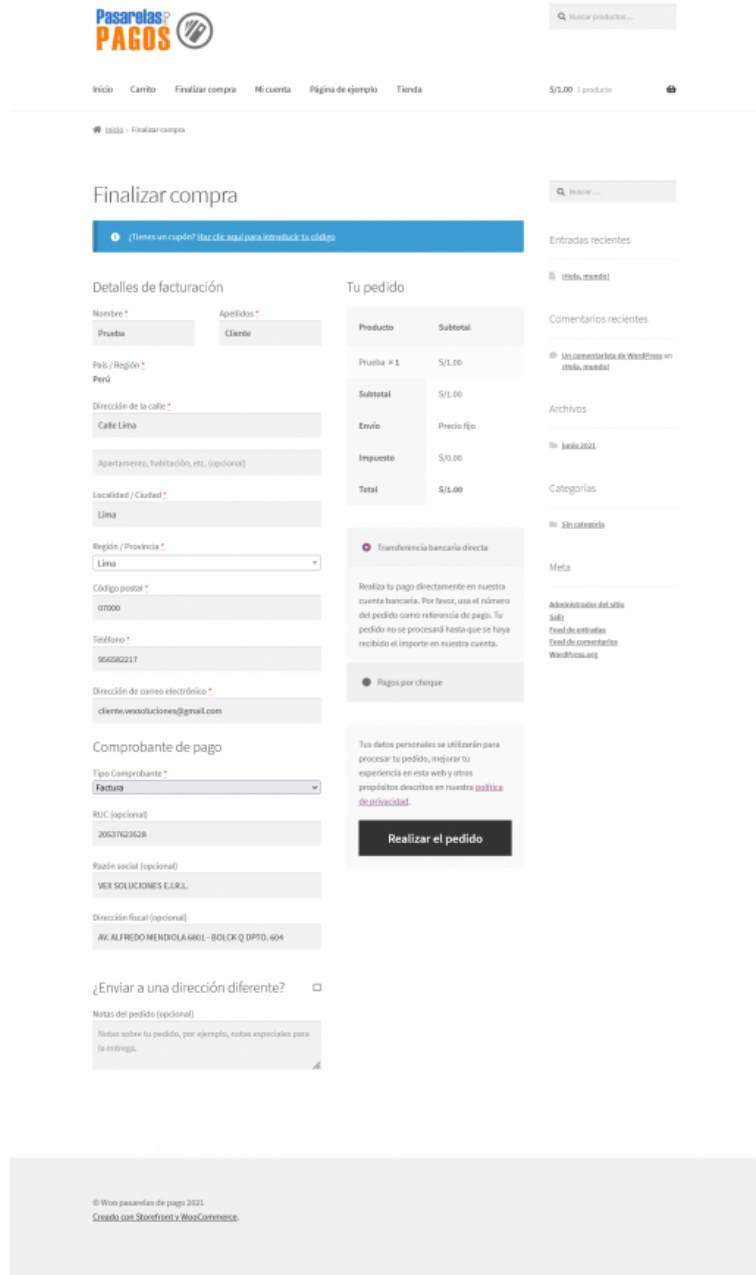 Pasarelas DE
PAGOS
Buscar productos...
Inicio Carrito Finalizar compra Mi cuenta Página de ejemplo Tienda
S/1.00 1 producto
Inicio › Finalizar compra
Finalizar compra
¿Tienes un cupón? Haz clic aquí para introducir tu código
Detalles de facturación
Nombre *
Apellidos *
Prueba
Cliente
País / Región *
Perú
Dirección de la calle *
Calle Lima
Apartamento, habitación, etc. (opcional)
Localidad / Ciudad *
Lima
Región / Provincia *
Lima
Código postal *
07000
Teléfono *
956582217
Dirección de correo electrónico *
cliente.vexsoluciones@gmail.com
Comprobante de pago
Tipo Comprobante *
Factura
RUC (opcional)
20537623528
Razón social (opcional)
VEX SOLUCIONES E.I.R.L.
Dirección fiscal (opcional)
AV. ALFREDO MENDIOLA 6801 - BOLCK Q DPTO. 604
¿Enviar a una dirección diferente?
Notas del pedido (opcional)
Notas sobre tu pedido, por ejemplo, notas especiales para
la entrega.
Tu pedido
Producto Subtotal
Prueba × 1 S/1.00
Subtotal S/1.00
Envío Precio fijo
Impuesto S/0.00
Total S/1.00
Transferencia bancaria directa
Realiza tu pago directamente en nuestra
cuenta bancaria. Por favor, usa el número
del pedido como referencia de pago. Tu
pedido no se procesará hasta que se haya
recibido el importe en nuestra cuenta.
Pagos por cheque
Tus datos personales se utilizarán para
procesar tu pedido, mejorar tu
experiencia en esta web y otros
propósitos descritos en nuestra política
de privacidad.
Realizar el pedido
Buscar ...
Entradas recientes
¡Hola, mundo!
Comentarios recientes
Un comentarista de WordPress en
¡Hola, mundo!
Archivos
junio 2021
Categorías
Sin categoría
Meta
Administrador del sitio
Salir
Feed de entradas
Feed de comentarios
WordPress.org
© Woo pasarelas de pago 2021
Creado con Storefront y WooCommerce.